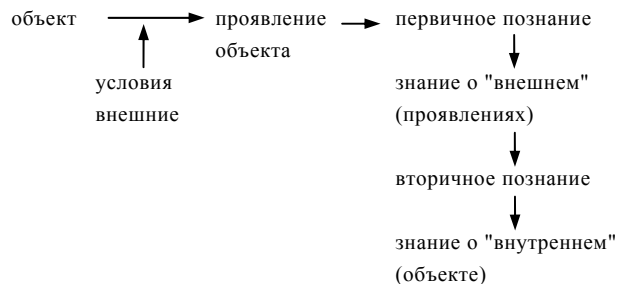 объект
проявление
объекта
первичное познание
условия
внешние
знание о "внешнем"
(проявлениях)
вторичное познание
знание о "внутреннем"
(объекте)